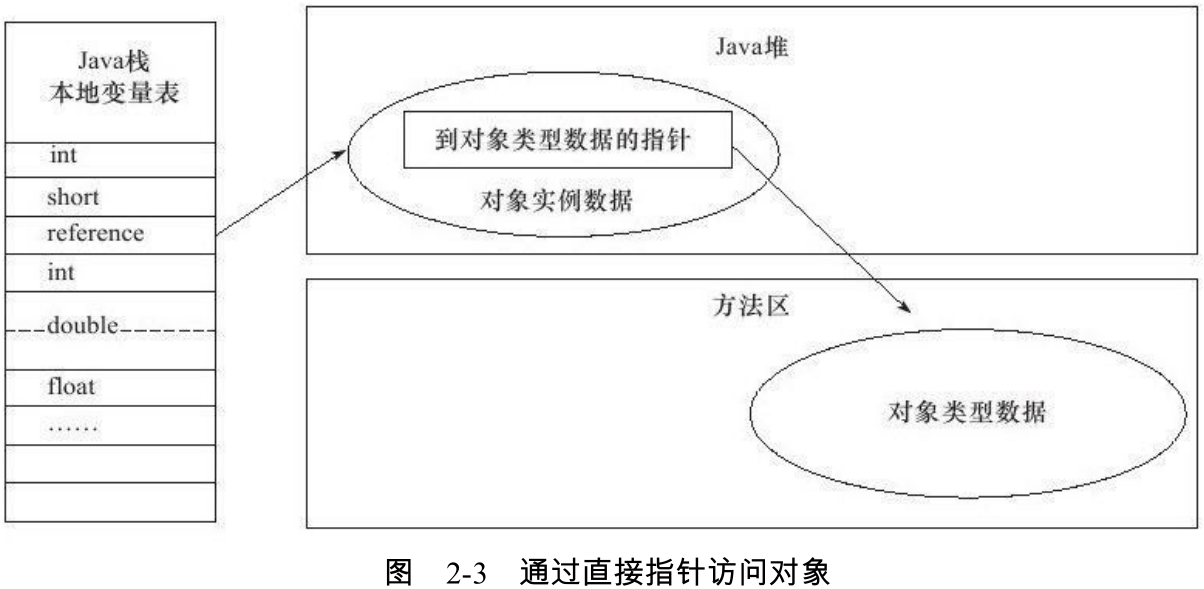 Java栈
本地变量表
int
short
reference
int
double
float
……
Java堆
到对象类型数据的指针
对象实例数据
方法区
对象类型数据
图 2-3 通过直接指针访问对象